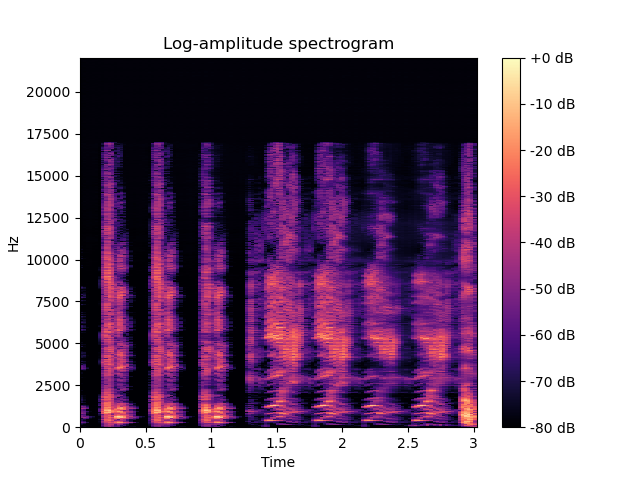 Log-amplitude spectrogram
Hz
20000
17500
15000
12500
10000
7500
5000
2500
0
0
0.5
1
1.5
2
2.5
3
Time
+0 dB
-10 dB
-20 dB
-30 dB
-40 dB
-50 dB
-60 dB
-70 dB
-80 dB